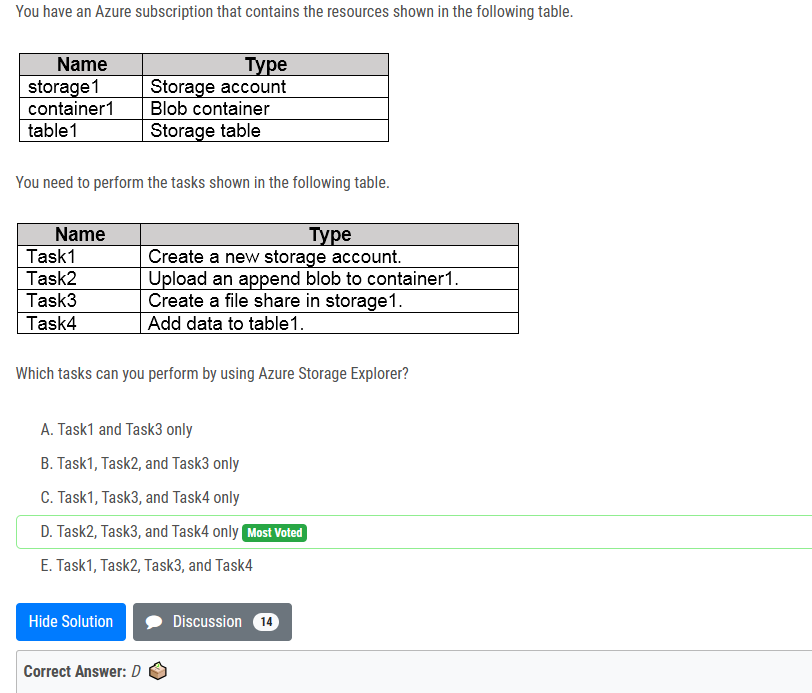 You have an Azure subscription that contains the resources shown in the following table.
Name Type
storage1 Storage account
container1 Blob container
table1 Storage table
You need to perform the tasks shown in the following table.
Name Type
Task1 Create a new storage account.
Task2 Upload an append blob to container1.
Task3 Create a file share in storage1.
Task4 Add data to table1.
Which tasks can you perform by using Azure Storage Explorer?
A. Task1 and Task3 only
B. Task1, Task2, and Task3 only
C. Task1, Task3, and Task4 only
D. Task2, Task3, and Task4 only Most Voted
E. Task1, Task2, Task3, and Task4
Hide Solution Discussion 14
Correct Answer: D